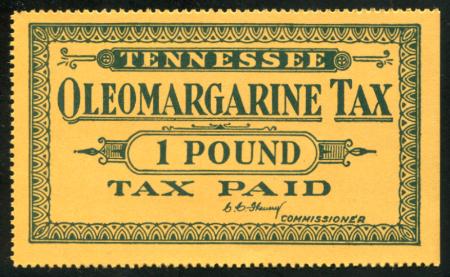 TENNESSEE
OLEOMARGARINE TAX
1 POUND
TAX PAID
COMMISSIONER